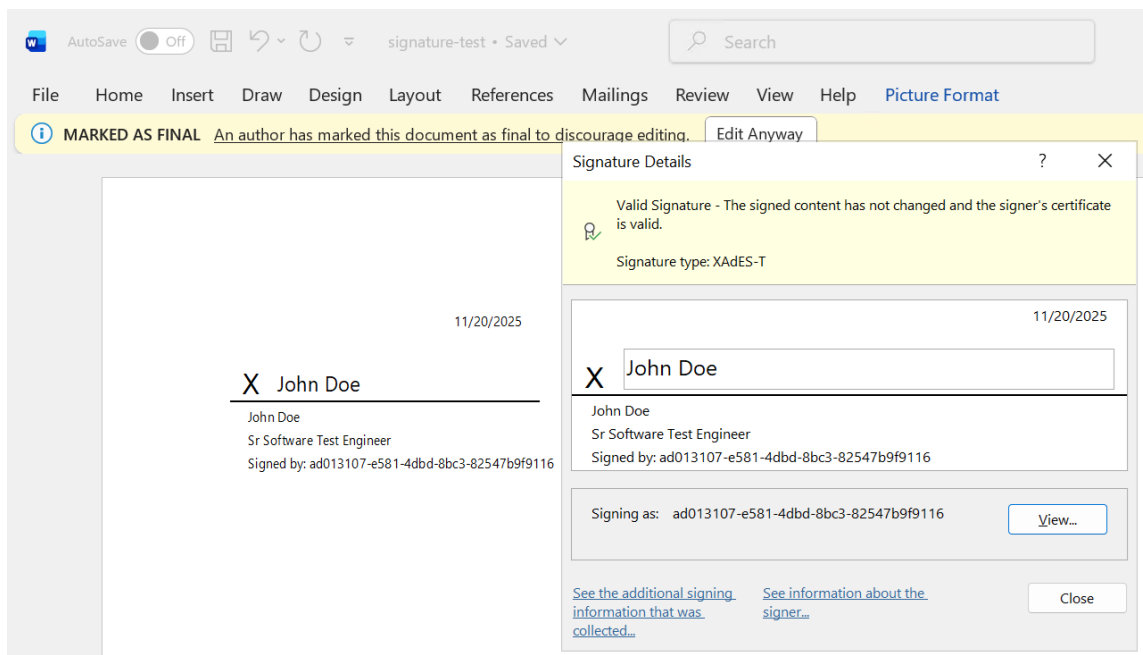 AutoSave Off signature-test • Saved Search
File Home Insert Draw Design Layout References Mailings Review View Help Picture Format
MARKED AS FINAL An author has marked this document as final to discourage editing. Edit Anyway
11/20/2025
X John Doe
John Doe
Sr Software Test Engineer
Signed by: ad013107-e581-4dbd-8bc3-82547b9f9116
Signature Details ?
Valid Signature - The signed content has not changed and the signer's certificate
is valid.
Signature type: XAdES-T
11/20/2025
X John Doe
John Doe
Sr Software Test Engineer
Signed by: ad013107-e581-4dbd-8bc3-82547b9f9116
Signing as: ad013107-e581-4dbd-8bc3-82547b9f9116 View...
See the additional signing
information that was
collected...
See information about the
signer...
Close